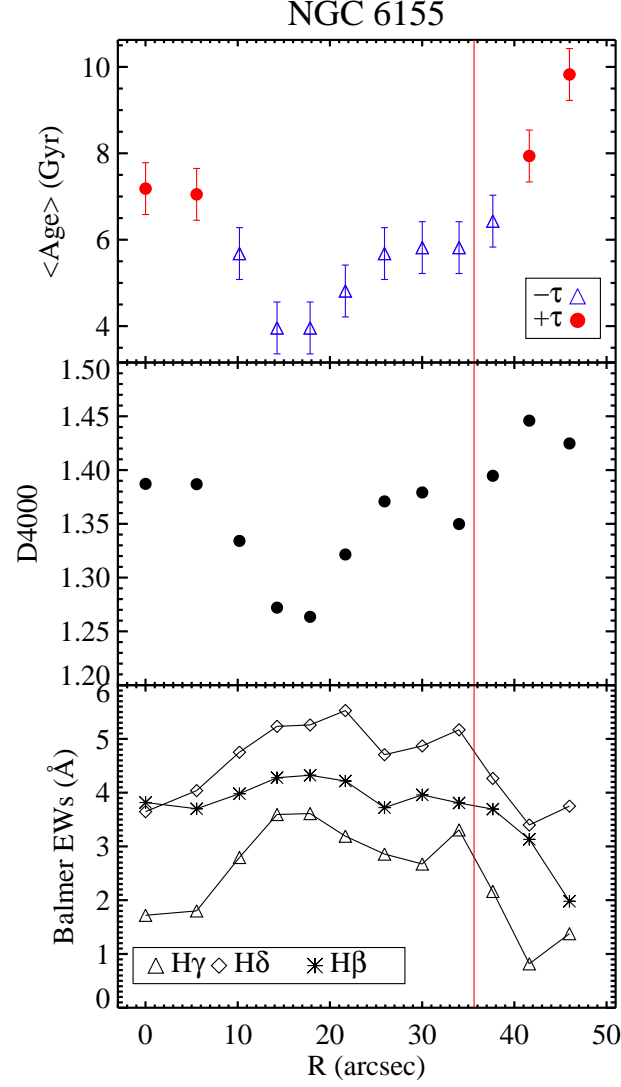 NGC 6155
<Age> (Gyr)
10
8
6
4
−τ
+τ
D4000
1.50
1.45
1.40
1.35
1.30
1.25
1.20
Balmer EWs (Å)
6
5
4
3
2
1
0
Hγ Hδ Hβ
0 10 20 30 40 50
R (arcsec)